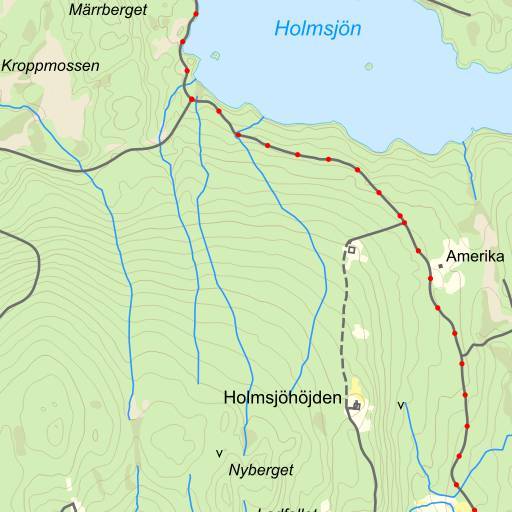 Märrberget
Holmsjön
Kroppmossen
Amerika
Holmsjöhöjden
Nyberget